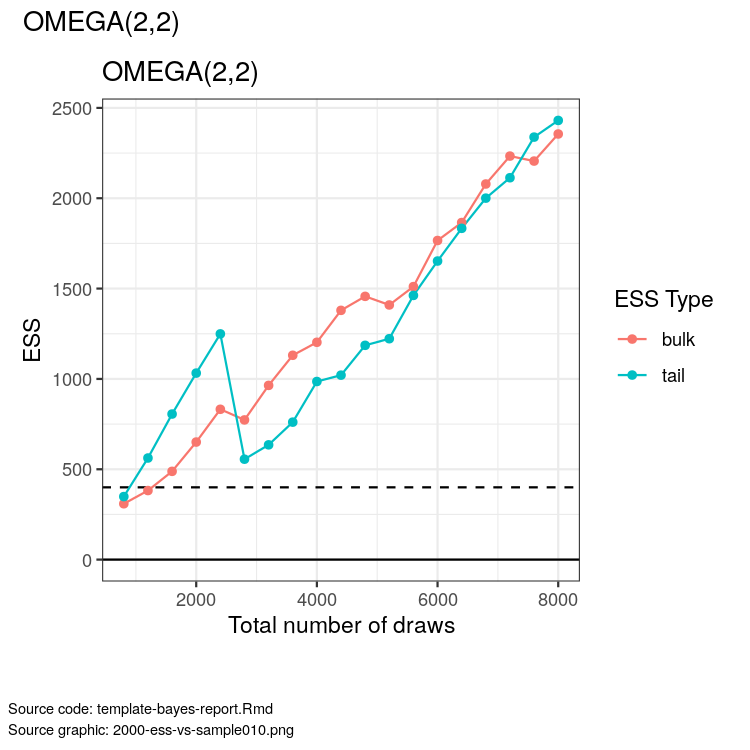 OMEGA(2,2)
OMEGA(2,2)
2500
2000
1500
1000
500
0
ESS
2000 4000 6000 8000
Total number of draws
ESS Type
bulk
tail
Source code: template-bayes-report.Rmd
Source graphic: 2000-ess-vs-sample010.png